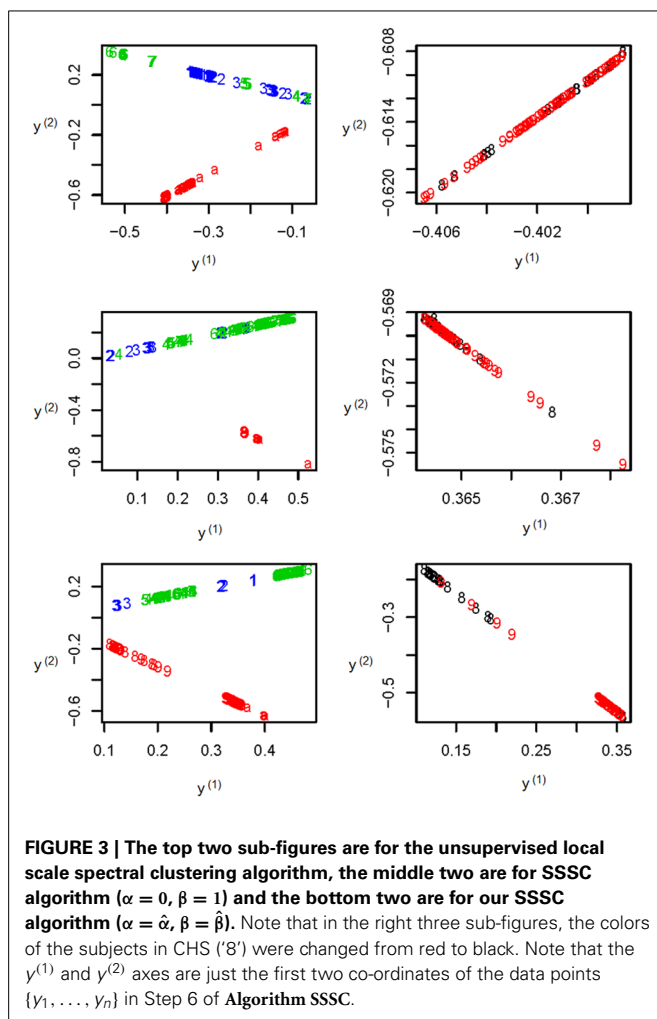 y(2)
0.2
−0.2
−0.6
−0.5
−0.3
−0.1
y(1)
y(2)
−0.608
−0.614
−0.620
−0.406
−0.402
y(1)
y(2)
0.0
−0.4
−0.8
0.1
0.2
0.3
0.4
0.5
y(1)
y(2)
−0.569
−0.572
−0.575
0.365
0.367
y(1)
y(2)
0.2
−0.2
−0.6
0.1
0.2
0.3
0.4
y(1)
y(2)
−0.3
−0.5
0.15
0.25
0.35
y(1)
FIGURE 3 | The top two sub-figures are for the unsupervised local
scale spectral clustering algorithm, the middle two are for SSSC
algorithm (α = 0, β = 1) and the bottom two are for our SSSC
algorithm (α = α̂, β = β̂). Note that in the right three sub-figures, the colors
of the subjects in CHS ('8') were changed from red to black. Note that the
y(1) and y(2) axes are just the first two co-ordinates of the data points
{y1, . . . , yn} in Step 6 of Algorithm SSSC.